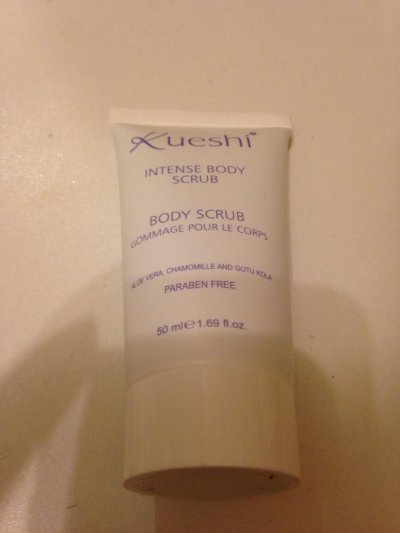 Kueshi™
INTENSE BODY
SCRUB
BODY SCRUB
GOMMAGE POUR LE CORPS
ALOE VERA, CHAMOMILLE AND GOTU KOLA
PARABEN FREE
50 ml℮1.69 fl.oz.